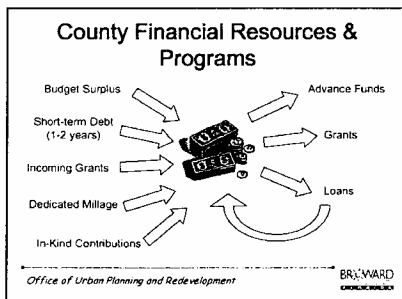 County Financial Resources &
Programs
Budget Surplus
Short-term Debt
(1-2 years)
Incoming Grants
Dedicated Millage
In-Kind Contributions
Advance Funds
Grants
Loans
Office of Urban Planning and Redevelopment
BROWARD